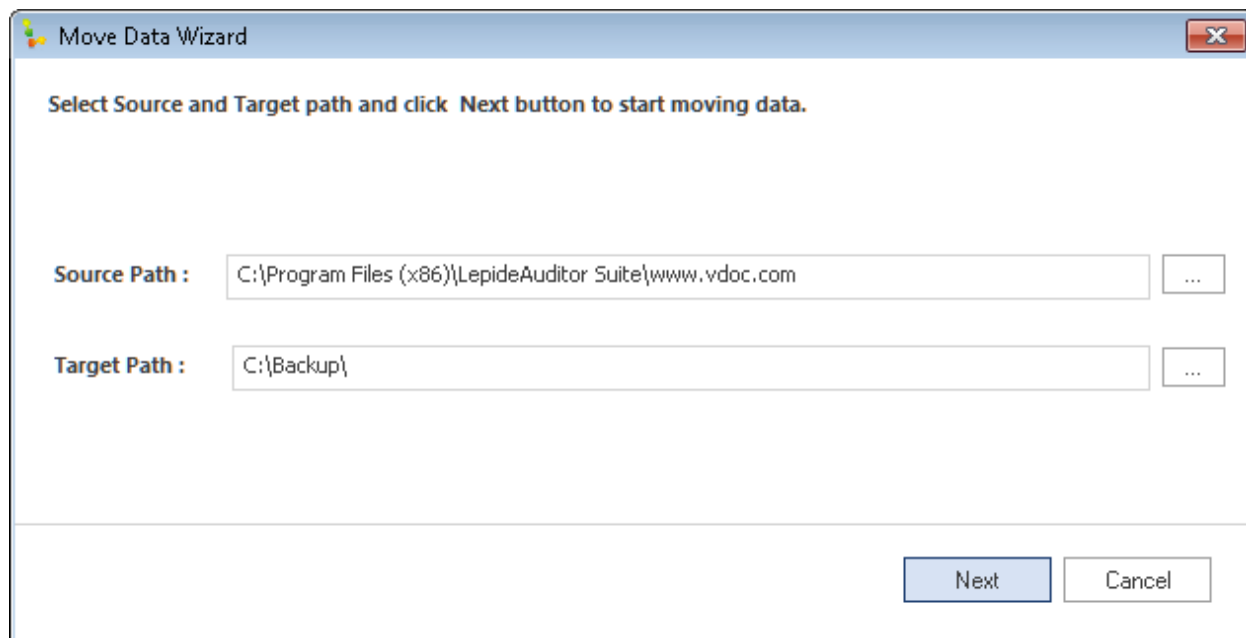 Move Data Wizard
Select Source and Target path and click  Next button to start moving data.
Source Path : C:\Program Files (x86)\LepideAuditor Suite\www.vdoc.com ...
Target Path : C:\Backup\ ...
Next Cancel